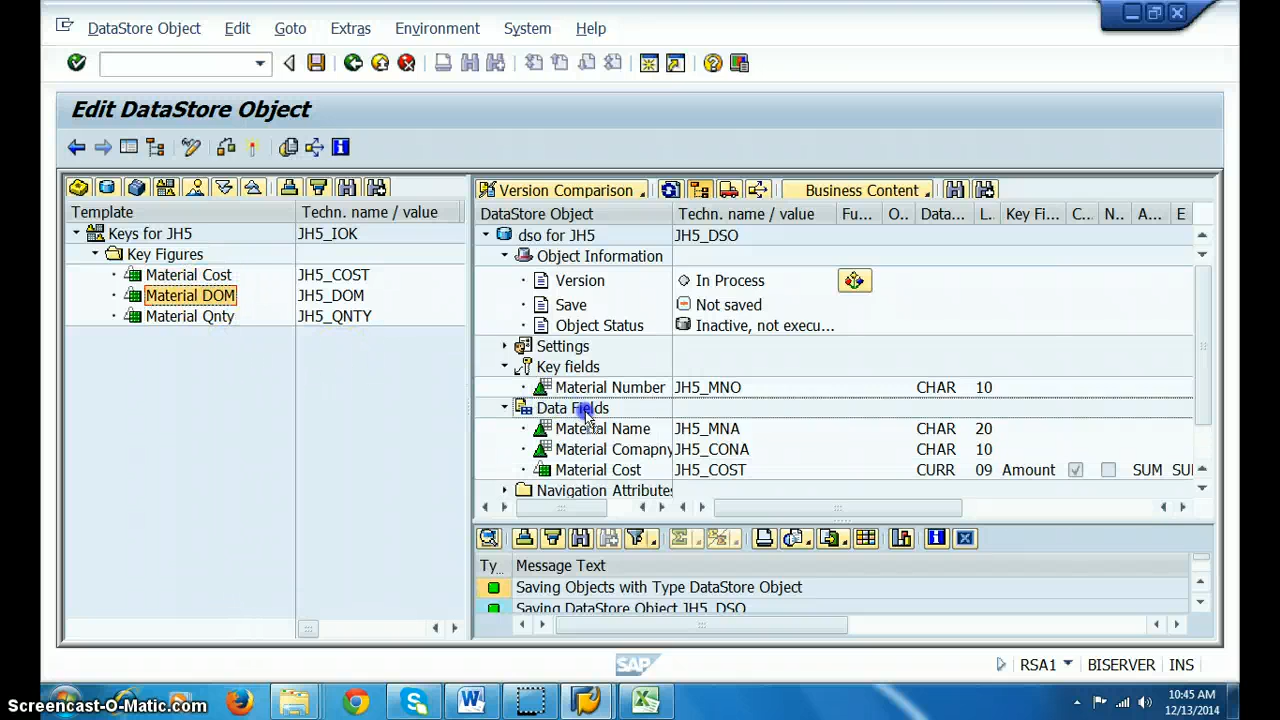 DataStore Object Edit Goto Extras Environment System Help
Edit DataStore Object
Version Comparison Business Content
Template Techn. name / value
Keys for JH5 JH5_IOK
Key Figures
Material Cost JH5_COST
Material DOM JH5_DOM
Material Qnty JH5_QNTY
DataStore Object Techn. name / value Fu... O.. Data... L. Key Fi... C.. N.. A... E
dso for JH5 JH5_DSO
Object Information
Version In Process
Save Not saved
Object Status Inactive, not execu...
Settings
Key fields
Material Number JH5_MNO CHAR 10
Data Fields
Material Name JH5_MNA CHAR 20
Material Comapny JH5_CONA CHAR 10
Material Cost JH5_COST CURR 09 Amount SUM SU
Navigation Attributes
Ty... Message Text
Saving Objects with Type DataStore Object
Saving DataStore Object JH5_DSO
SAP
RSA1 BISERVER INS
Screencast-O-Matic.com
10:45 AM
12/13/2014